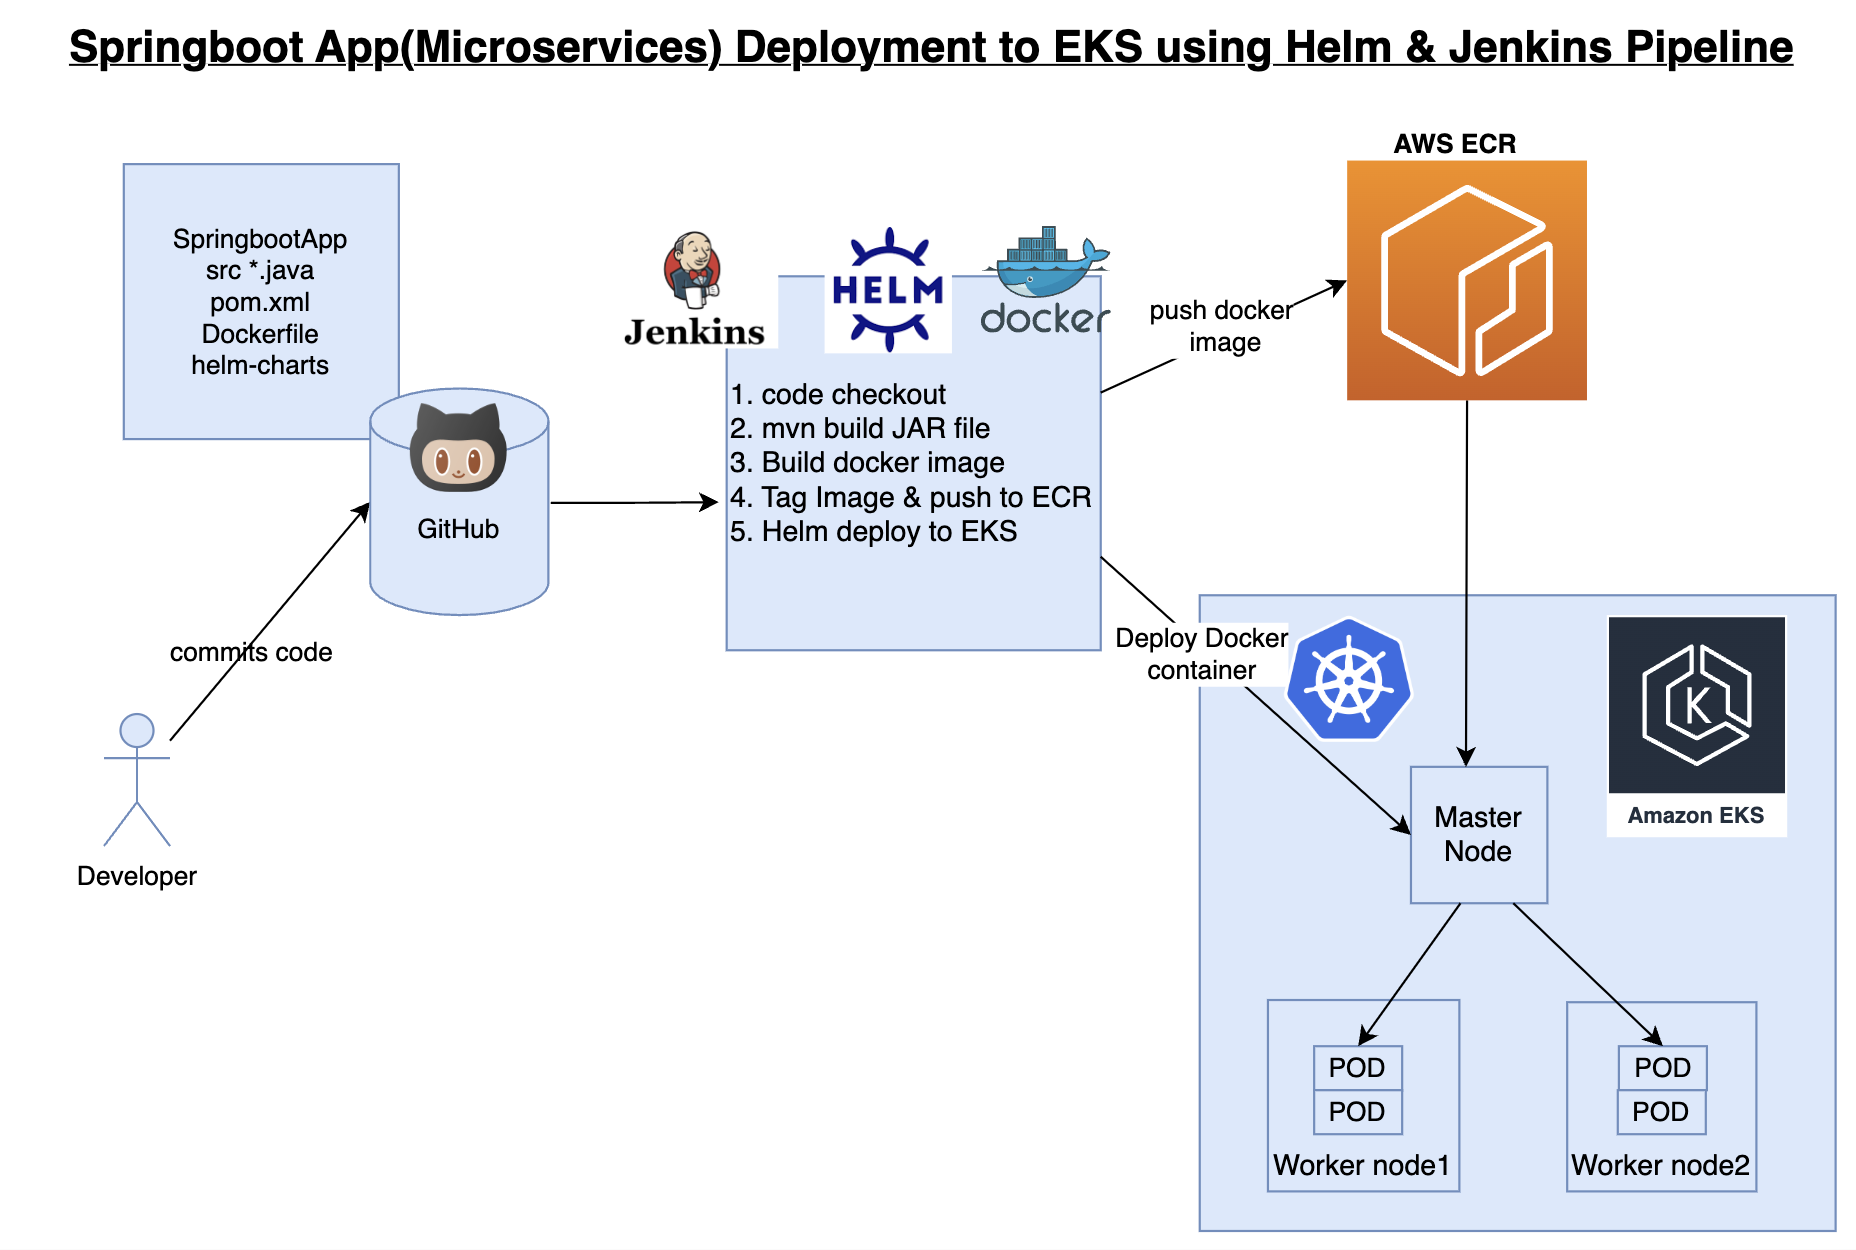 Springboot App(Microservices) Deployment to EKS using Helm & Jenkins Pipeline
SpringbootApp
src *.java
pom.xml
Dockerfile
helm-charts
GitHub
commits code
Developer
Jenkins
HELM
docker
1. code checkout
2. mvn build JAR file
3. Build docker image
4. Tag Image & push to ECR
5. Helm deploy to EKS
push docker
image
AWS ECR
Deploy Docker
container
K
Amazon EKS
Master
Node
POD
POD
Worker node1
POD
POD
Worker node2